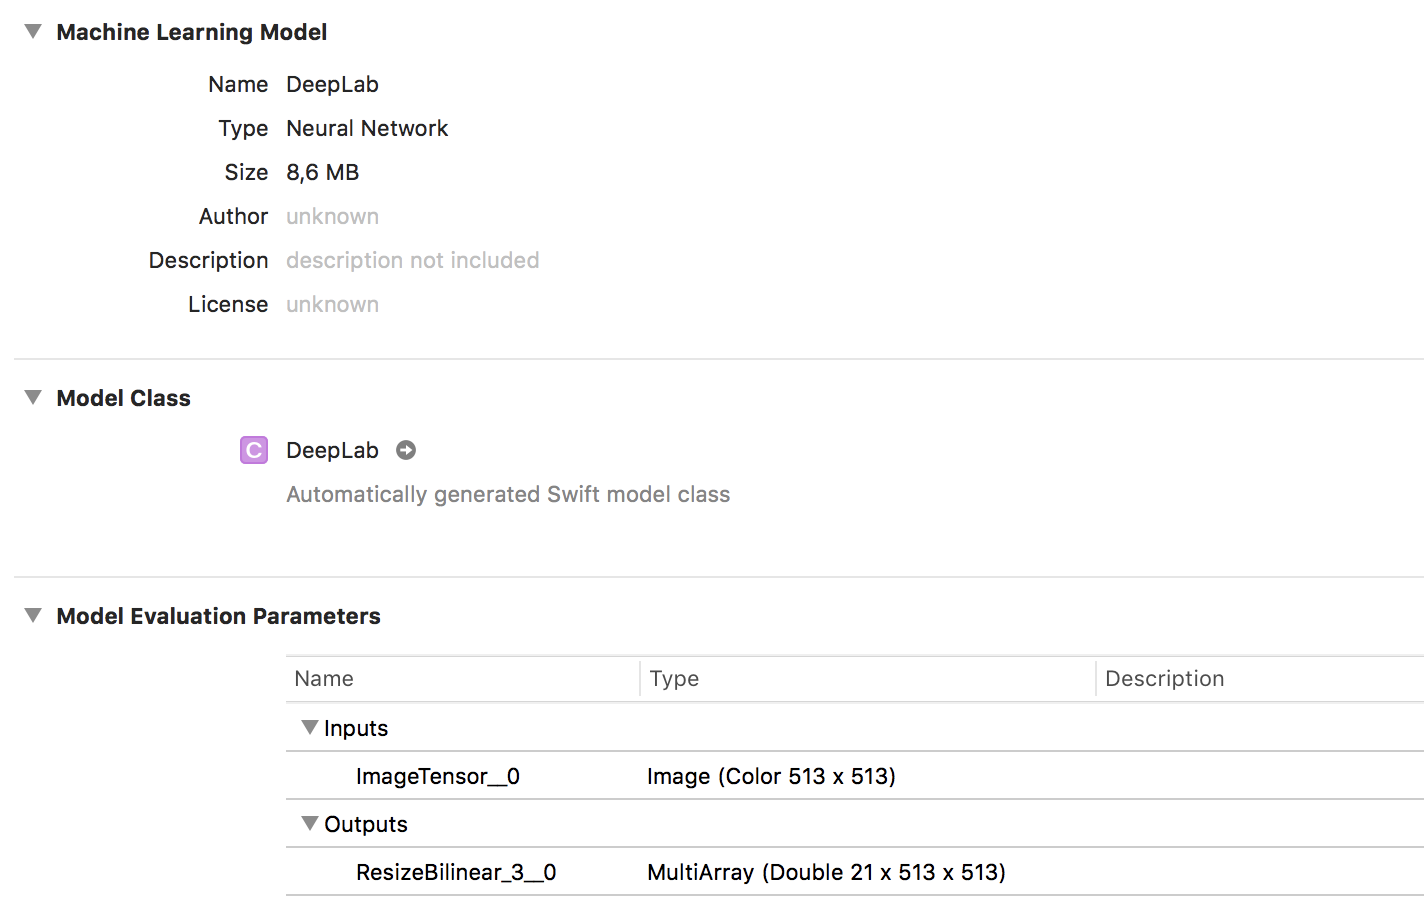 Machine Learning Model
Name DeepLab
Type Neural Network
Size 8,6 MB
Author unknown
Description description not included
License unknown
Model Class
C DeepLab
Automatically generated Swift model class
Model Evaluation Parameters
Name Type Description
Inputs
ImageTensor__0 Image (Color 513 x 513)
Outputs
ResizeBilinear_3__0 MultiArray (Double 21 x 513 x 513)